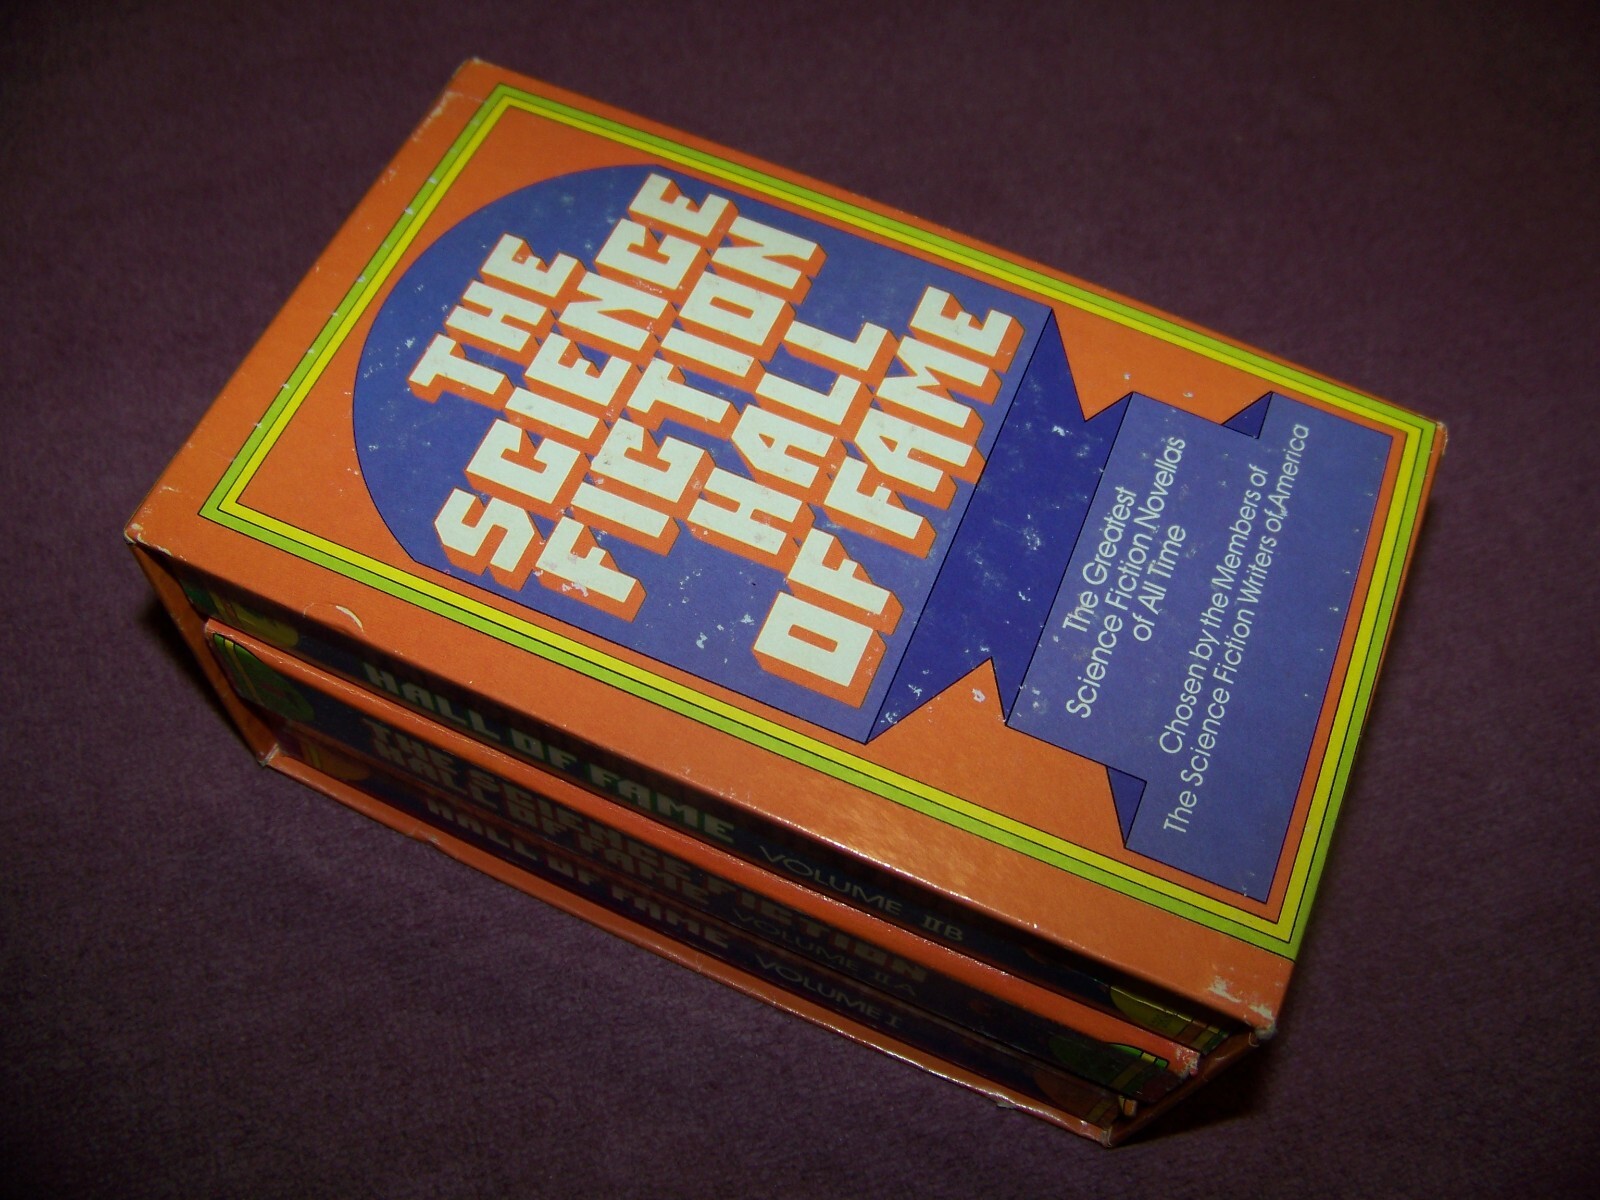 THE
SCIENCE
FICTION
HALL
OF FAME
The Greatest
Science Fiction Novellas
of All Time
Chosen by the Members of
The Science Fiction Writers of America
HALL OF FAME VOLUME IIB
THE SCIENCE FICTION
HALL OF FAME VOLUME IIA
HALL OF FAME VOLUME I